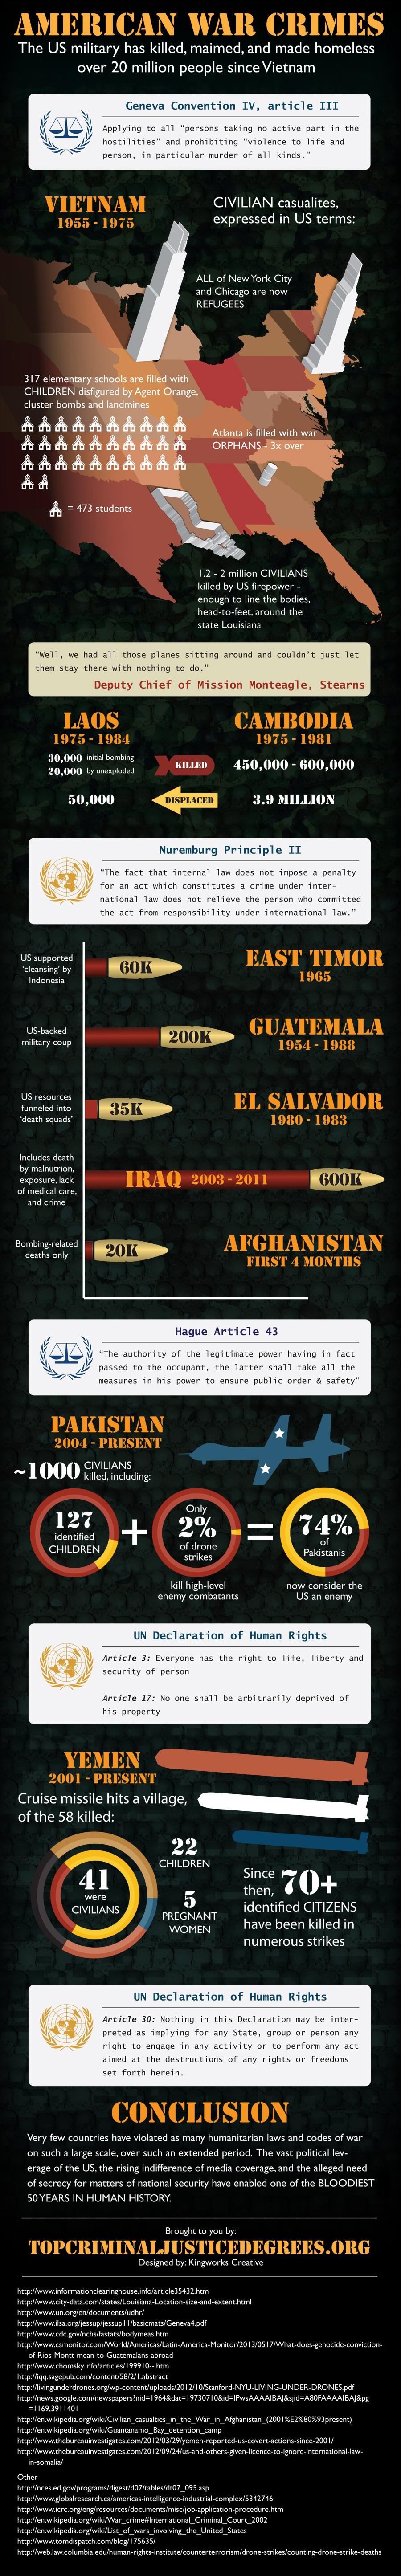 AMERICAN WAR CRIMES
The US military has killed, maimed, and made homeless
over 20 million people since Vietnam
Geneva Convention IV, article III
Applying to all "persons taking no active part in the
hostilities" and prohibiting "violence to life and
person, in particular murder of all kinds."
VIETNAM
1955 - 1975
CIVILIAN casualites,
expressed in US terms:
ALL of New York City
and Chicago are now
REFUGEES
317 elementary schools are filled with
CHILDREN disfigured by Agent Orange,
cluster bombs and landmines
Atlanta is filled with war
ORPHANS - 3x over
= 473 students
1.2 - 2 million CIVILIANS
killed by US firepower -
enough to line the bodies,
head-to-feet, around the
state Louisiana
"Well, we had all those planes sitting around and couldn't just let
them stay there with nothing to do."
Deputy Chief of Mission Monteagle, Stearns
LAOS
1975 - 1984
CAMBODIA
1975 - 1981
30,000 initial bombing
20,000 by unexploded
KILLED
450,000 - 600,000
50,000
DISPLACED
3.9 MILLION
Nuremburg Principle II
"The fact that internal law does not impose a penalty
for an act which constitutes a crime under inter-
national law does not relieve the person who committed
the act from responsibility under international law."
US supported
'cleansing' by
Indonesia
60K
EAST TIMOR
1965
US-backed
military coup
200K
GUATEMALA
1954 - 1988
US resources
funneled into
'death squads'
35K
EL SALVADOR
1980 - 1983
Includes death
by malnutrion,
exposure, lack
of medical care,
and crime
IRAQ 2003 - 2011
600K
Bombing-related
deaths only
20K
AFGHANISTAN
FIRST 4 MONTHS
Hague Article 43
"The authority of the legitimate power having in fact
passed to the occupant, the latter shall take all the
measures in his power to ensure public order & safety"
PAKISTAN
2004 - PRESENT
~1000 CIVILIANS
killed, including:
127
identified
CHILDREN
+
Only
2%
of drone
strikes
=
74%
of
Pakistanis
kill high-level
enemy combatants
now consider the
US an enemy
UN Declaration of Human Rights
Article 3: Everyone has the right to life, liberty and
security of person
Article 17: No one shall be arbitrarily deprived of
his property
YEMEN
2001 - PRESENT
Cruise missile hits a village,
of the 58 killed:
41
were
CIVILIANS
22
CHILDREN
5
PREGNANT
WOMEN
Since
then, 70+
identified CITIZENS
have been killed in
numerous strikes
UN Declaration of Human Rights
Article 30: Nothing in this Declaration may be inter-
preted as implying for any State, group or person any
right to engage in any activity or to perform any act
aimed at the destructions of any rights or freedoms
set forth herein.
CONCLUSION
Very few countries have violated as many humanitarian laws and codes of war
on such a large scale, over such an extended period. The vast political lev-
erage of the US, the rising indifference of media coverage, and the alleged need
of secrecy for matters of national security have enabled one of the BLOODIEST
50 YEARS IN HUMAN HISTORY.
Brought to you by:
TOPCRIMINALJUSTICEDEGREES.ORG
Designed by: Kingworks Creative
http://www.informationclearinghouse.info/article35432.htm
http://www.city-data.com/states/Louisiana-Location-size-and-extent.html
http://www.un.org/en/documents/udhr/
http://www.ilsa.org/jessup/jessup11/basicmats/Geneva4.pdf
http://www.cdc.gov/nchs/fastats/bodymeas.htm
http://www.csmonitor.com/World/Americas/Latin-America-Monitor/2013/0517/What-does-genocide-conviction-
of-Rios-Montt-mean-to-Guatemalans-abroad
http://www.chomsky.info/articles/199910--.htm
http://iqq.sagepub.com/content/58/2/1.abstract
http://livingunderdrones.org/wp-content/uploads/2012/10/Stanford-NYU-LIVING-UNDER-DRONES.pdf
http://news.google.com/newspapers?nid=1964&dat=19730710&id=IPwsAAAAIBAJ&sjid=A80FAAAAIBAJ&pg
=1169,3911401
http://en.wikipedia.org/wiki/Civilian_casualties_in_the_War_in_Afghanistan_(2001%E2%80%93present)
http://en.wikipedia.org/wiki/Guantanamo_Bay_detention_camp
http://www.thebureauinvestigates.com/2012/03/29/yemen-reported-us-covert-actions-since-2001/
http://www.thebureauinvestigates.com/2012/09/24/us-and-others-given-licence-to-ignore-international-law-
in-somalia/
Other
http://nces.ed.gov/programs/digest/d07/tables/dt07_095.asp
http://www.globalresearch.ca/americas-intelligence-industrial-complex/5342746
http://www.icrc.org/eng/resources/documents/misc/job-application-procedure.htm
http://en.wikipedia.org/wiki/War_crime#International_Criminal_Court_2002
http://en.wikipedia.org/wiki/List_of_wars_involving_the_United_States
http://www.tomdispatch.com/blog/175635/
http://web.law.columbia.edu/human-rights-institute/counterterrorism/drone-strikes/counting-drone-strike-deaths